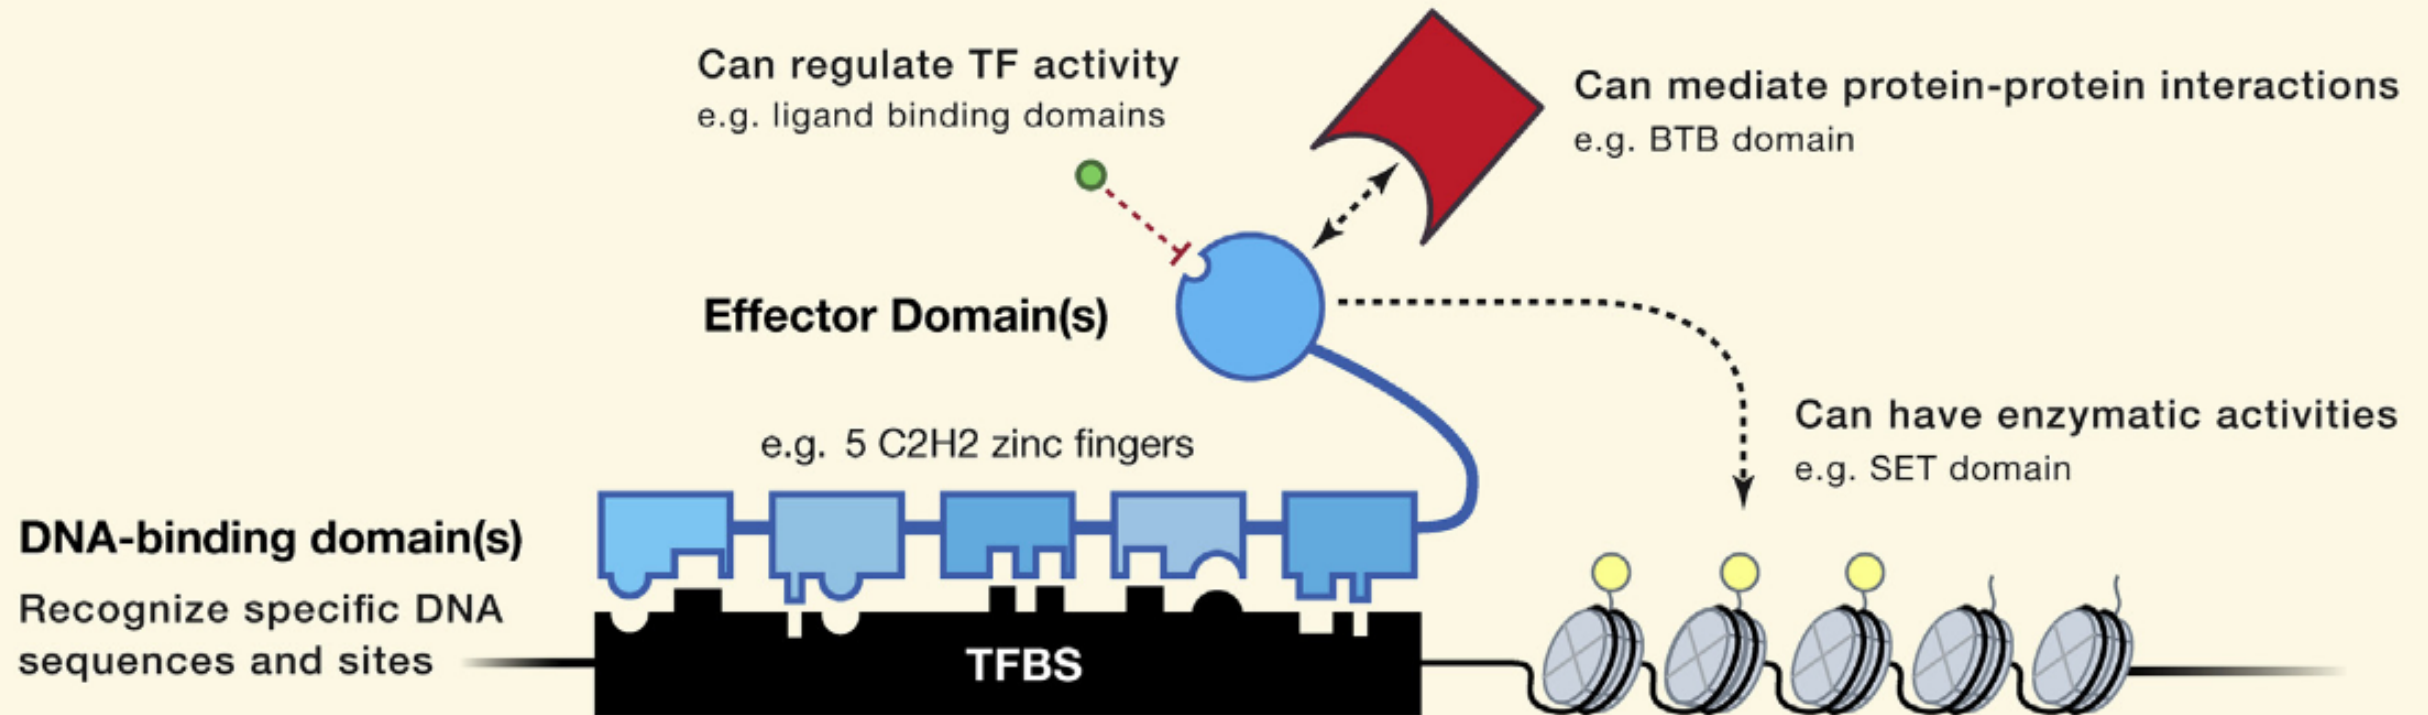 Can regulate TF activity
e.g. ligand binding domains
Can mediate protein-protein interactions
e.g. BTB domain
Effector Domain(s)
Can have enzymatic activities
e.g. SET domain
e.g. 5 C2H2 zinc fingers
DNA-binding domain(s)
Recognize specific DNA
sequences and sites
TFBS